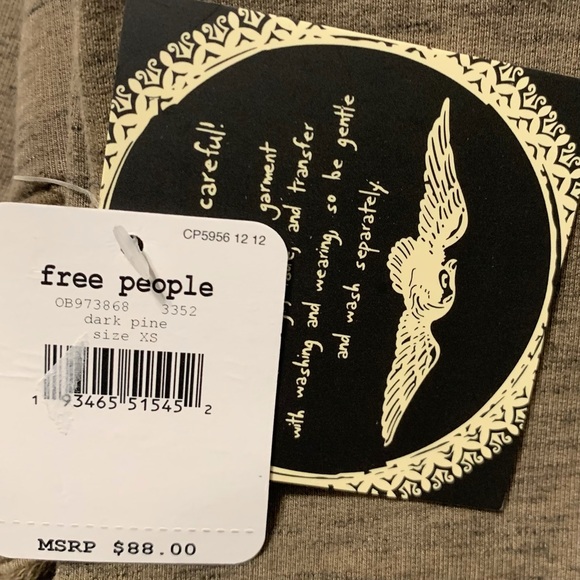 careful!
garment
and transfer
with washing and wearing, so be gentle
and wash separately.
CP5956 12 12
free people
OB973868 3352
dark pine
size XS
1 93465 51545 2
MSRP $88.00